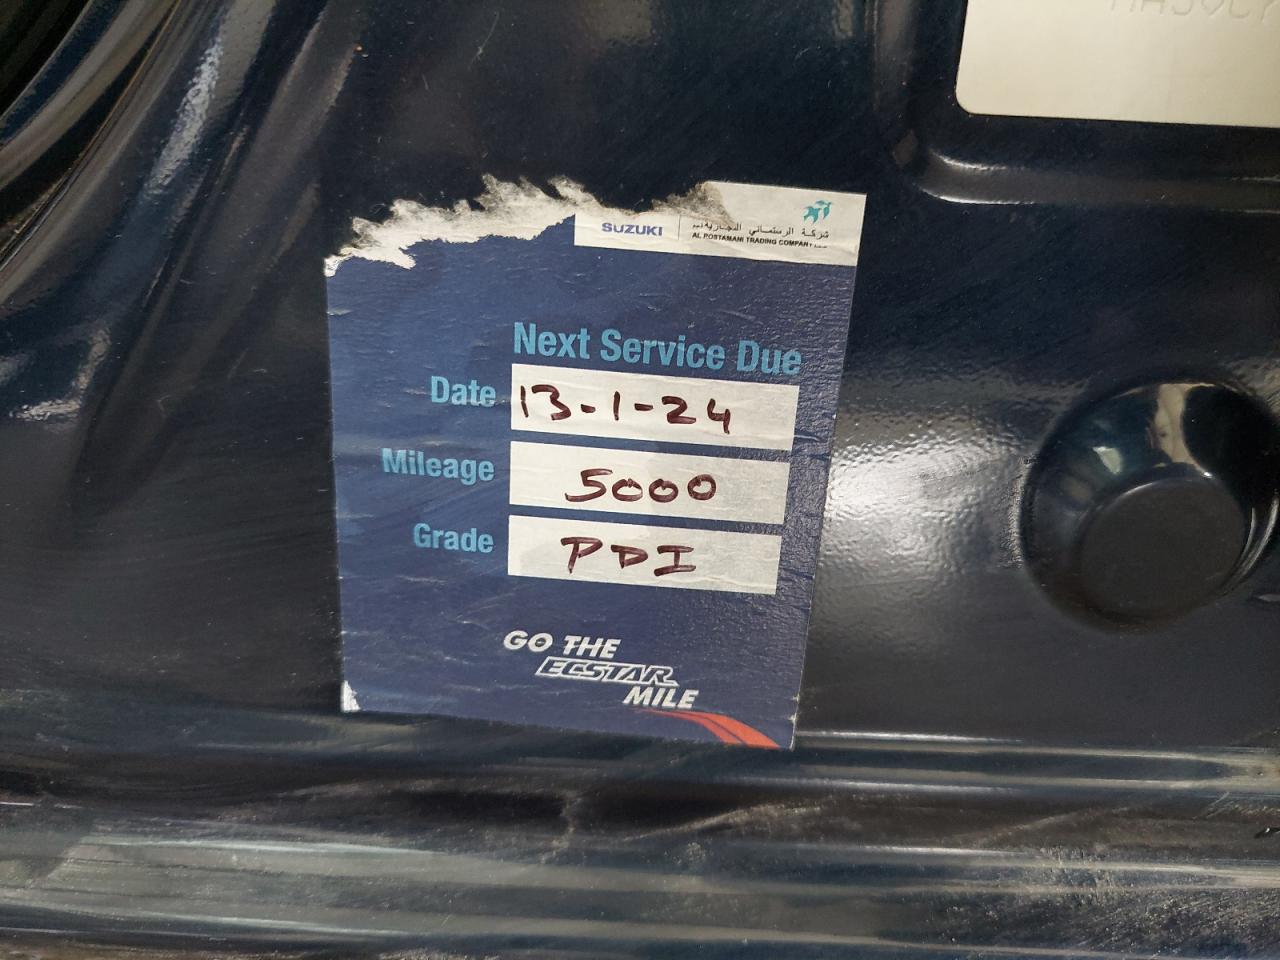 SUZUKI
شركة الرستماني التجارية
AL ROSTAMANI TRADING COMPANY
Next Service Due
Date 13-1-24
Mileage 5000
Grade PDI
GO THE
ECSTAR
MILE